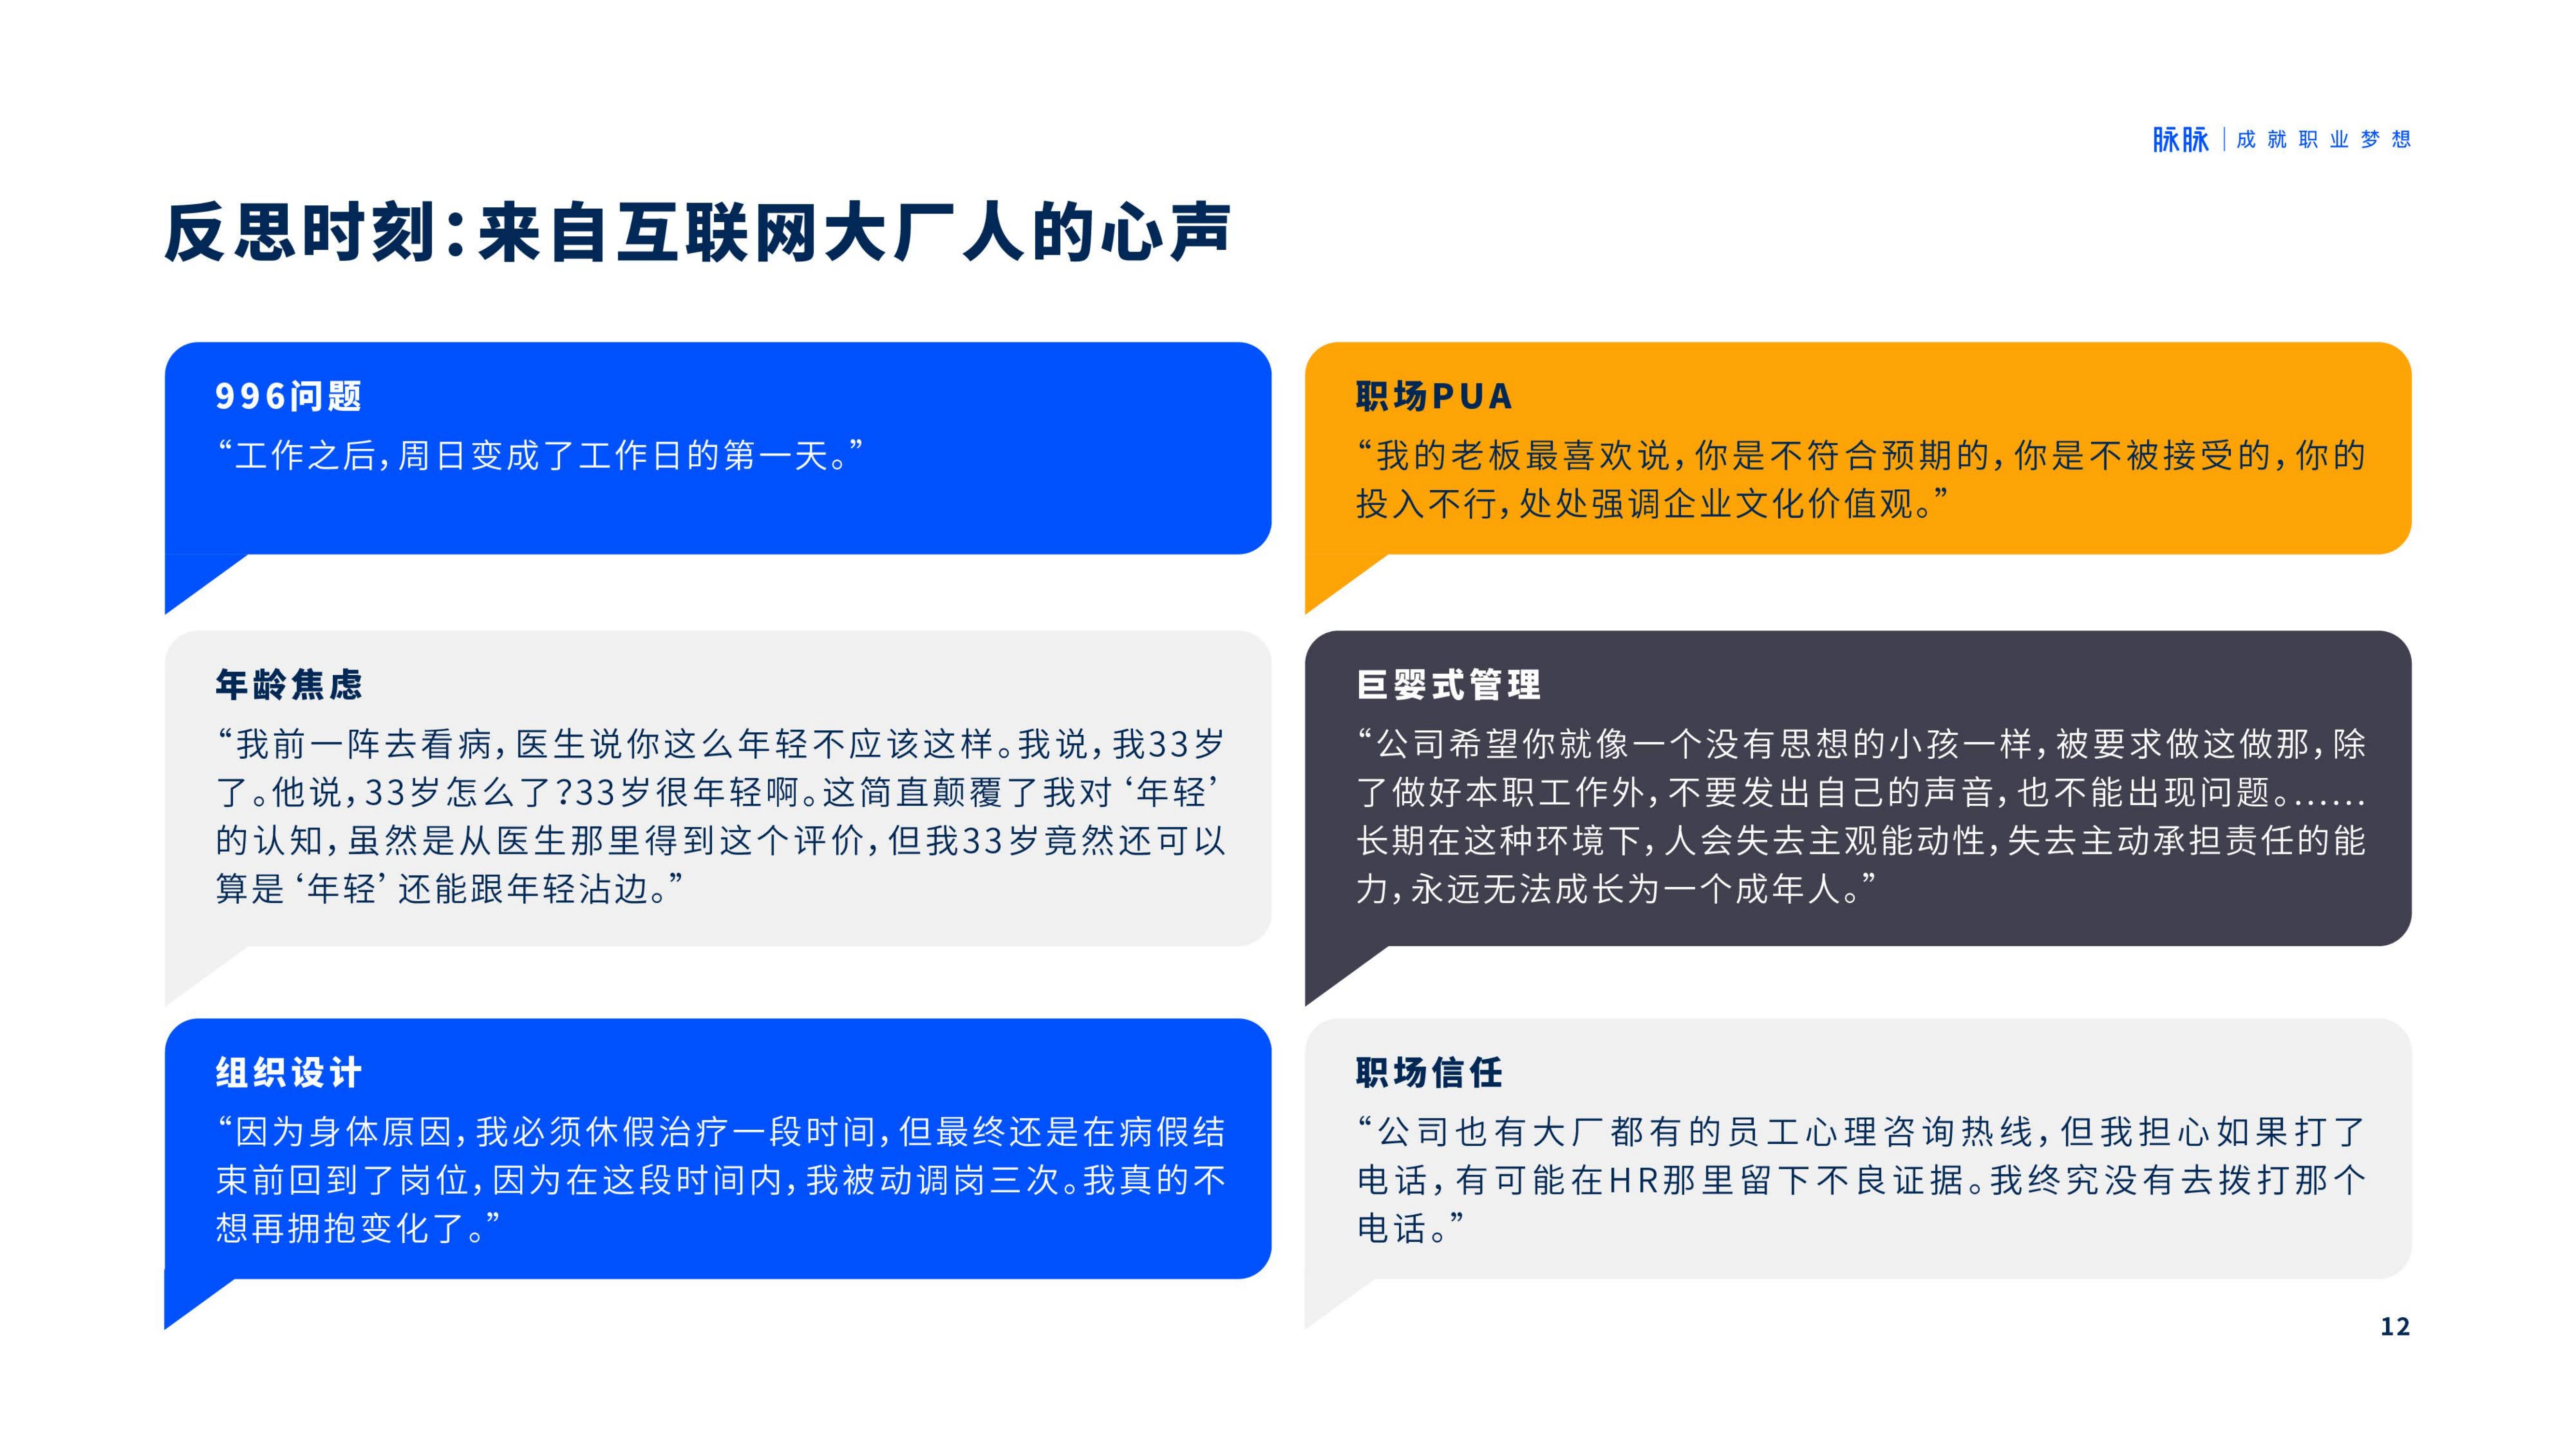 脉脉 | 成就职业梦想
反思时刻：来自互联网大厂人的心声
996问题
“工作之后，周日变成了工作日的第一天。”
职场PUA
“我的老板最喜欢说，你是不符合预期的，你是不被接受的，你的
投入不行，处处强调企业文化价值观。”
年龄焦虑
“我前一阵去看病，医生说你这么年轻不应该这样。我说，我33岁
了。他说，33岁怎么了？33岁很年轻啊。这简直颠覆了我对‘年轻’
的认知，虽然是从医生那里得到这个评价，但我33岁竟然还可以
算是‘年轻’还能跟年轻沾边。”
巨婴式管理
“公司希望你就像一个没有思想的小孩一样，被要求做这做那，除
了做好本职工作外，不要发出自己的声音，也不能出现问题。……
长期在这种环境下，人会失去主观能动性，失去主动承担责任的能
力，永远无法成长为一个成年人。”
组织设计
“因为身体原因，我必须休假治疗一段时间，但最终还是在病假结
束前回到了岗位，因为在这段时间内，我被动调岗三次。我真的不
想再拥抱变化了。”
职场信任
“公司也有大厂都有的员工心理咨询热线，但我担心如果打了
电话，有可能在HR那里留下不良证据。我终究没有去拨打那个
电话。”
12